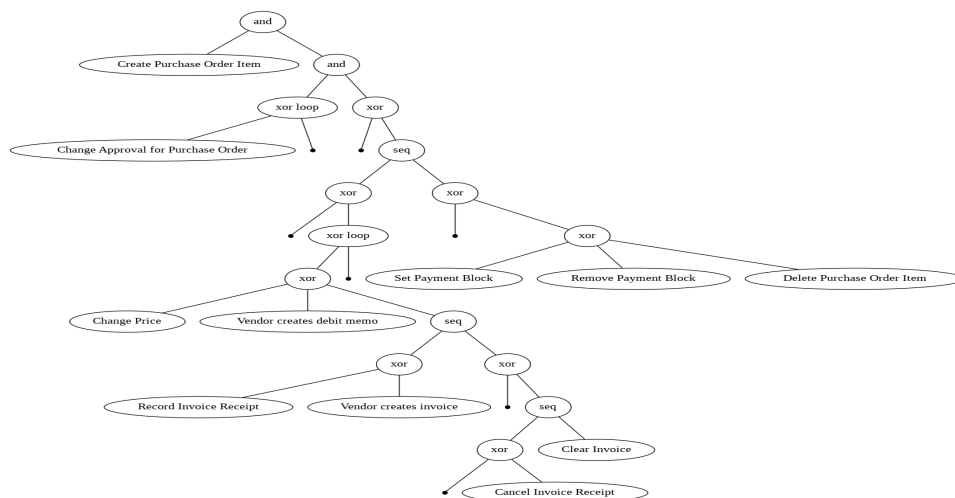 and
Create Purchase Order Item
and
xor loop
xor
Change Approval for Purchase Order
seq
xor
xor
xor loop
xor
xor
Set Payment Block
Remove Payment Block
Delete Purchase Order Item
Change Price
Vendor creates debit memo
seq
xor
xor
Record Invoice Receipt
Vendor creates invoice
seq
xor
Clear Invoice
Cancel Invoice Receipt